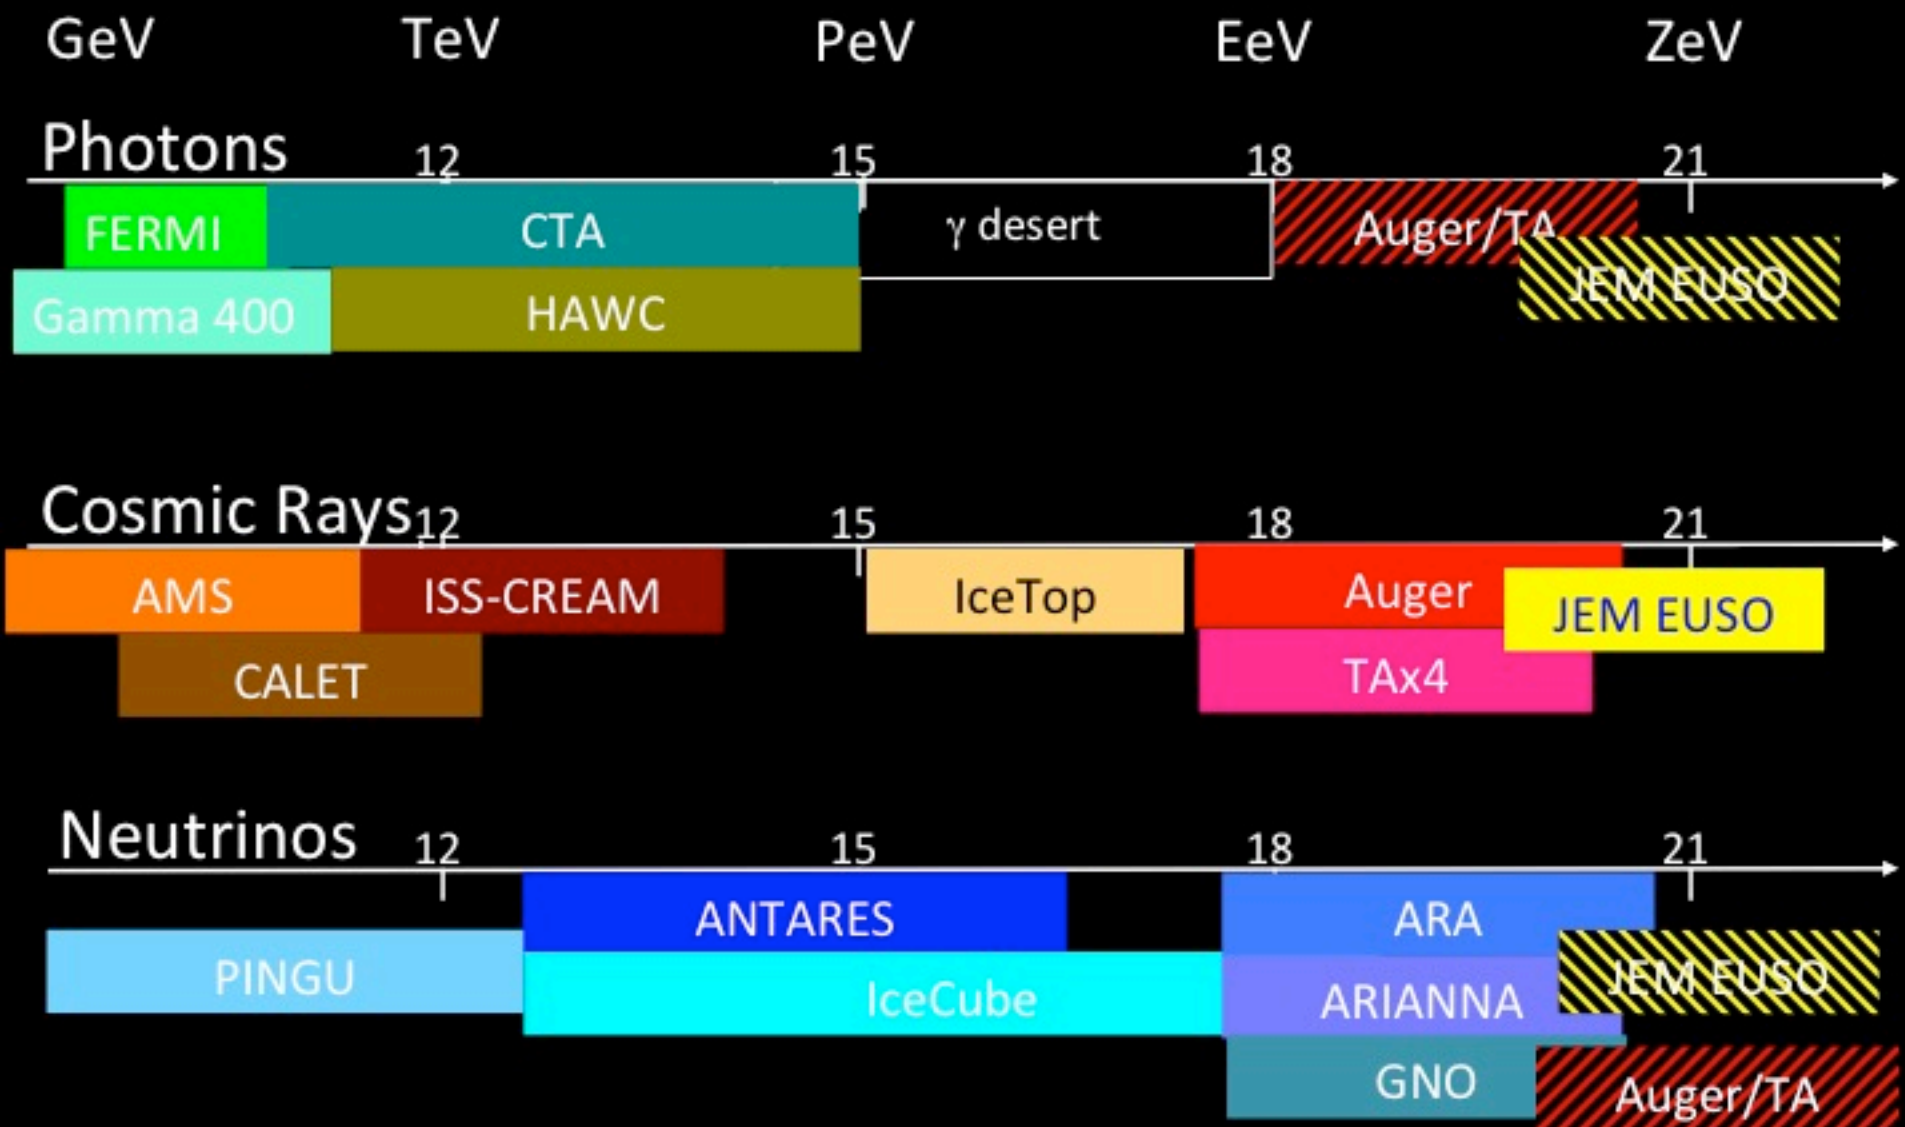 GeV TeV PeV EeV ZeV
Photons 12 15 18 21
FERMI CTA γ desert Auger/TA
JEM EUSO
Gamma 400 HAWC
Cosmic Rays 12 15 18 21
AMS ISS-CREAM IceTop Auger JEM EUSO
CALET TAx4
Neutrinos 12 15 18 21
ANTARES ARA
PINGU JEM EUSO
IceCube ARIANNA
GNO Auger/TA